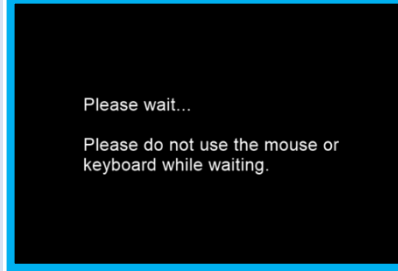 Please wait...
Please do not use the mouse or
keyboard while waiting.